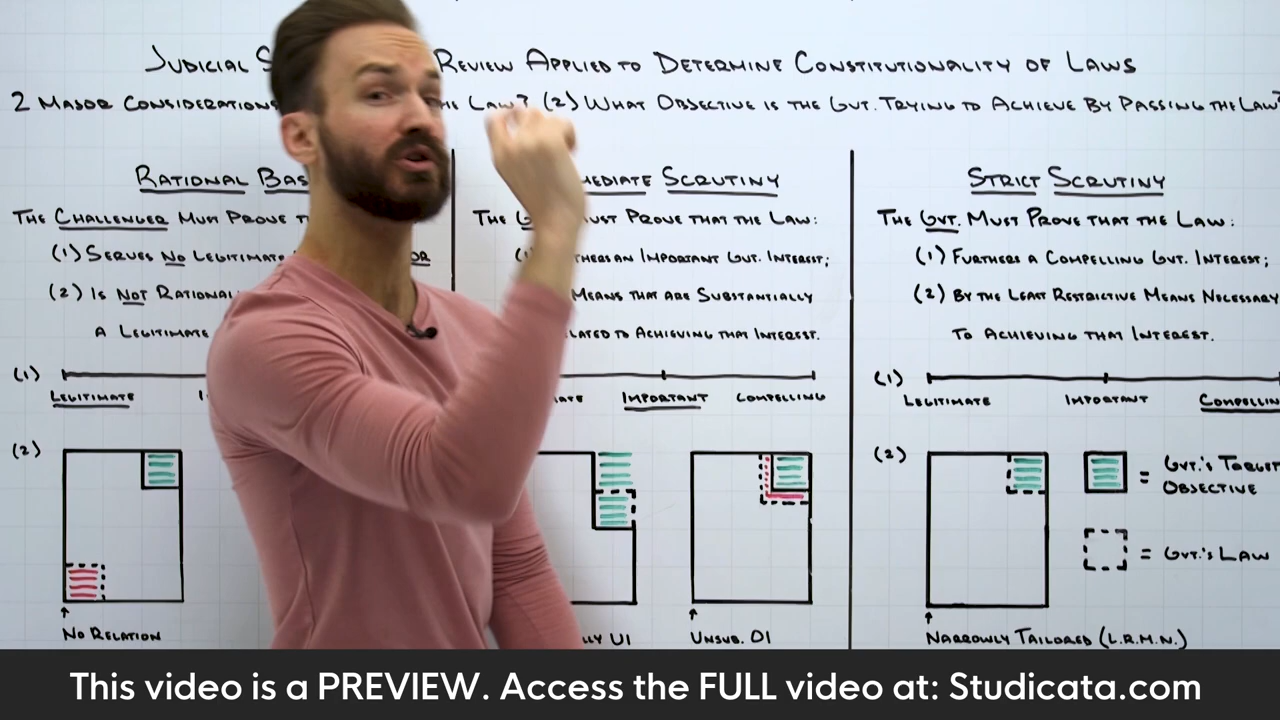 JUDICIAL REVIEW APPLIED TO DETERMINE CONSTITUTIONALITY OF LAWS
2 MAJOR CONSIDERATIONS LAW? (2) WHAT OBJECTIVE IS THE GVT. TRYING TO ACHIEVE BY PASSING THE LAW?
RATIONAL BAS
THE CHALLENGER MUST PROVE
(1) SERVES NO LEGITIMATE OR
(2) IS NOT RATIONAL
A LEGITIMATE
(1)
LEGITIMATE
(2)
NO RELATION
MEDIATE SCRUTINY
THE UST PROVE THAT THE LAW:
THERS AN IMPORTANT GVT. INTEREST;
MEANS THAT ARE SUBSTANTIALLY
LATED TO ACHIEVING THAT INTEREST.
ATE IMPORTANT COMPELLING
LLY UI UNSUB. OI
STRICT SCRUTINY
THE GVT. MUST PROVE THAT THE LAW:
(1) FURTHERS A COMPELLING GVT. INTEREST;
(2) BY THE LEAST RESTRICTIVE MEANS NECESSARY
TO ACHIEVING THAT INTEREST.
(1)
LEGITIMATE IMPORTANT COMPELLIN
(2)
= GVT.'S TARGET
OBJECTIVE
= GVT.'S LAW
NARROWLY TAILORED (L.R.M.N.)
This video is a PREVIEW. Access the FULL video at: Studicata.com